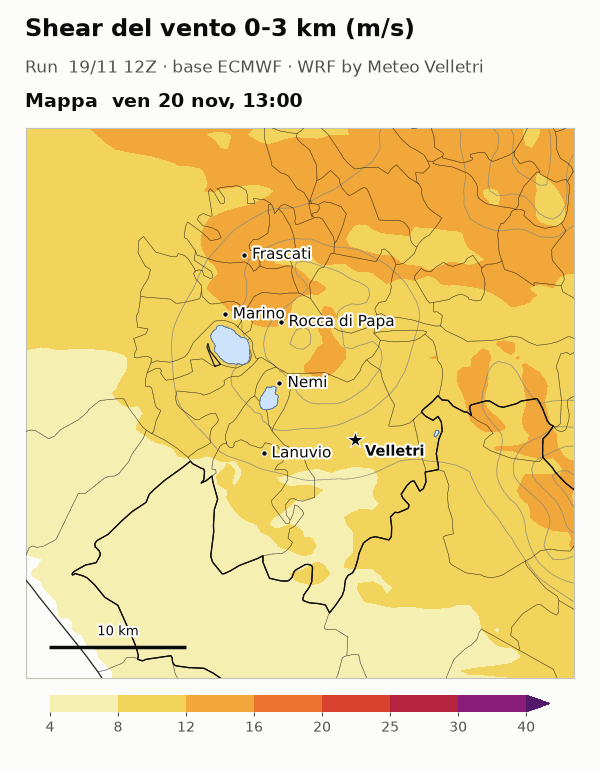 Shear del vento 0-3 km (m/s)
Run  19/11 12Z · base ECMWF · WRF by Meteo Velletri
Mappa  ven 20 nov, 13:00
Frascati
Marino
Rocca di Papa
Nemi
Velletri
Lanuvio
10 km
4 8 12 16 20 25 30 40